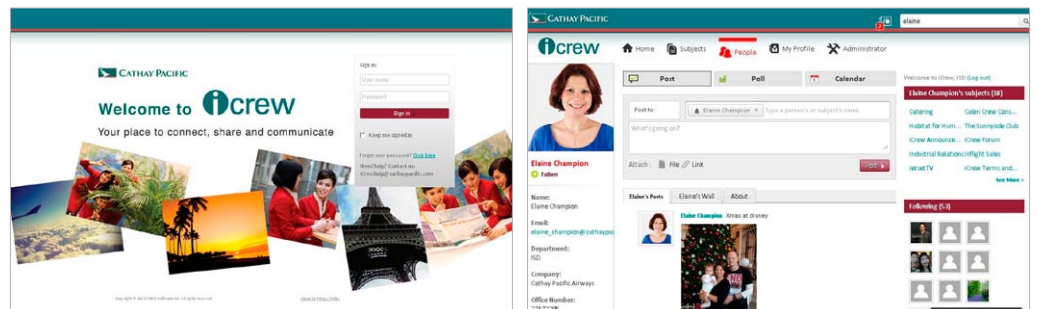 CATHAY PACIFIC
Welcome to icrew
Your place to connect, share and communicate
Sign in:
User name
Password
Sign in
Keep me signed in
Forgot your password? Click here
Need help? Contact us:
CATHAY PACIFIC
2
elaine
icrew
Home
Subjects
People
My Profile
Administrator
Elaine Champion
Follow
Name:
Elaine Champion
Email:
elaine_champion@cathaypac
Department:
ISD
Company:
Cathay Pacific Airways
Office Number:
Post
Poll
Calendar
Post to:
Elaine Champion × Type a person's or subject's name
What's going on?
Attach :
File
Link
Post
Elaine's Posts
Elaine's Wall
About
Elaine Champion Xmas at disney
Welcome to iCrew, ISD (Log out)
Elaine Champion's subjects (18)
Catering
Cabin Crew Cons...
Habitat for Hum...
The Sunnyside Club
iCrew Announce...
iCrew Forum
Industrial Relations
Inflight Sales
JetsetTV
iCrew Terms and...
See More
Following (53)